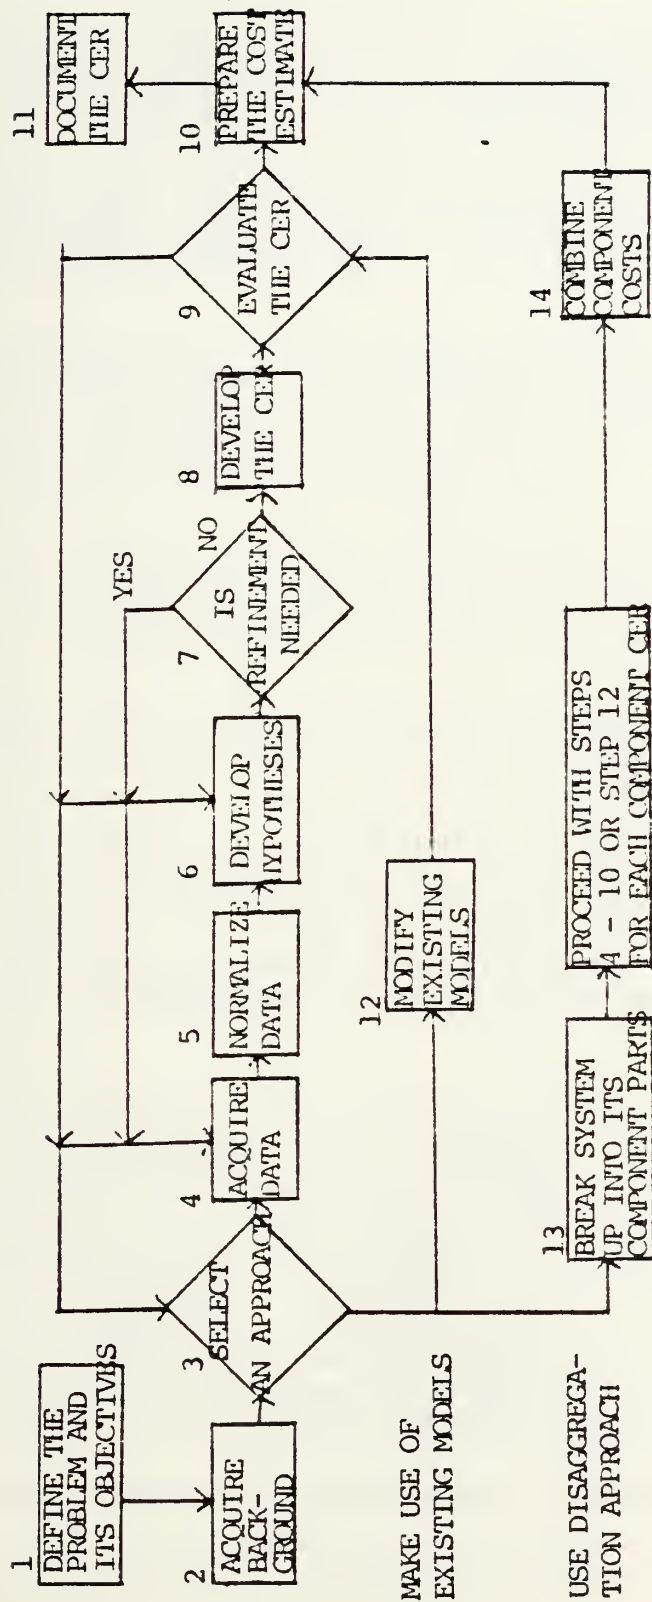 1
DEFINE THE
PROBLEM AND
ITS OBJECTIVES
2
ACQUIRE
BACK-
GROUND
3
SELECT
AN APPROACH
4
ACQUIRE
DATA
5
NORMALIZE
DATA
6
DEVELOP
HYPOTHESES
7
IS
REFINEMENT
NEEDED
YES
NO
8
DEVELOP
THE CER
9
EVALUATE
THE CER
10
PREPARE
THE COST
ESTIMATE
11
DOCUMENT
THE CER
MAKE USE OF
EXISTING MODELS
12
MODIFY
EXISTING
MODELS
USE DISAGGREGA-
TION APPROACH
13
BREAK SYSTEM
UP INTO ITS
COMPONENT PARTS
PROCEED WITH STEPS
4 - 10 OR STEP 12
FOR EACH COMPONENT CER
14
COMBINE
COMPONENT
COSTS